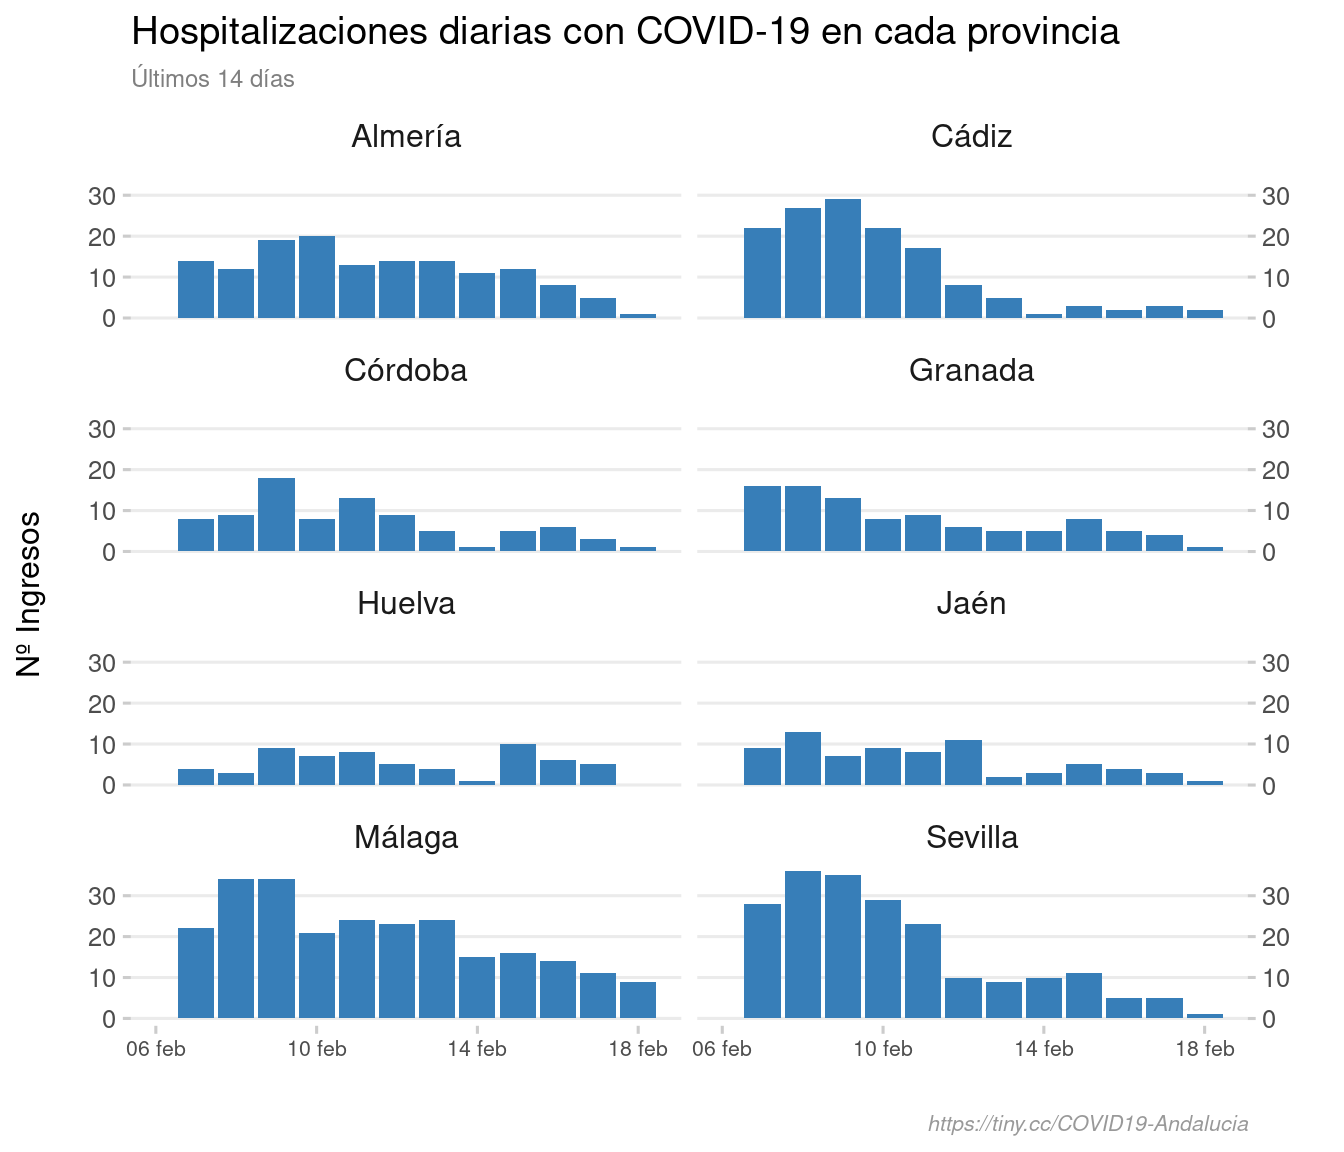 Hospitalizaciones diarias con COVID-19 en cada provincia
Últimos 14 días
Almería
Cádiz
30
20
10
0
30
20
10
0
Córdoba
Granada
30
20
10
0
30
20
10
0
Nº Ingresos
Huelva
Jaén
30
20
10
0
30
20
10
0
Málaga
Sevilla
30
20
10
0
30
20
10
0
06 feb 10 feb 14 feb 18 feb
06 feb 10 feb 14 feb 18 feb
https://tiny.cc/COVID19-Andalucia